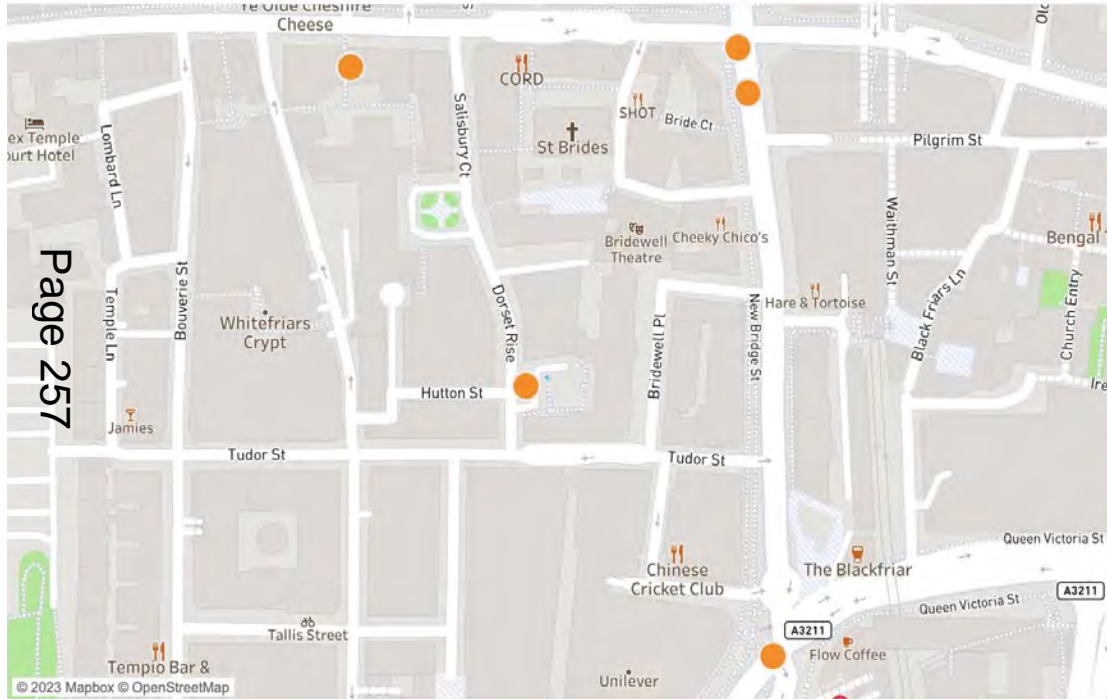 Ye Olde Cheshire
Cheese
CORD
SHOT
Bride Ct
St Brides
Salisbury Ct
Pilgrim St
ex Temple
ourt Hotel
Lombard Ln
Bouverie St
Temple Ln
Page 257
Whitefriars
Crypt
Dorset Rise
Bridewell
Theatre
Cheeky Chico's
Waithman St
Bengal
Hare & Tortoise
New Bridge St
Bridewell Pl
Black Friars Ln
Church Entry
Ire
Hutton St
Jamies
Tudor St
Tudor St
Queen Victoria St
The Blackfriar
Chinese
Cricket Club
Queen Victoria St
A3211
A3211
Tallis Street
Flow Coffee
Tempio Bar &
Unilever
© 2023 Mapbox © OpenStreetMap